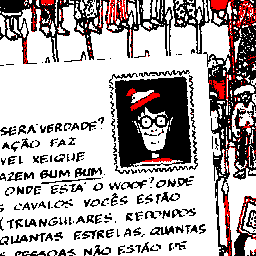 SERÁ VERDADE?
AÇÃO FAZ
VEL XEIQUE
AZEM BUM BUM.
ONDE ESTÁ O WOOF? ONDE
S CAVALOS VOCÊS ESTÃO
(TRIANGULARES, REDONDOS
QUANTAS ESTRELAS, QUANTAS
PESSOAS NÃO ESTÃO DE